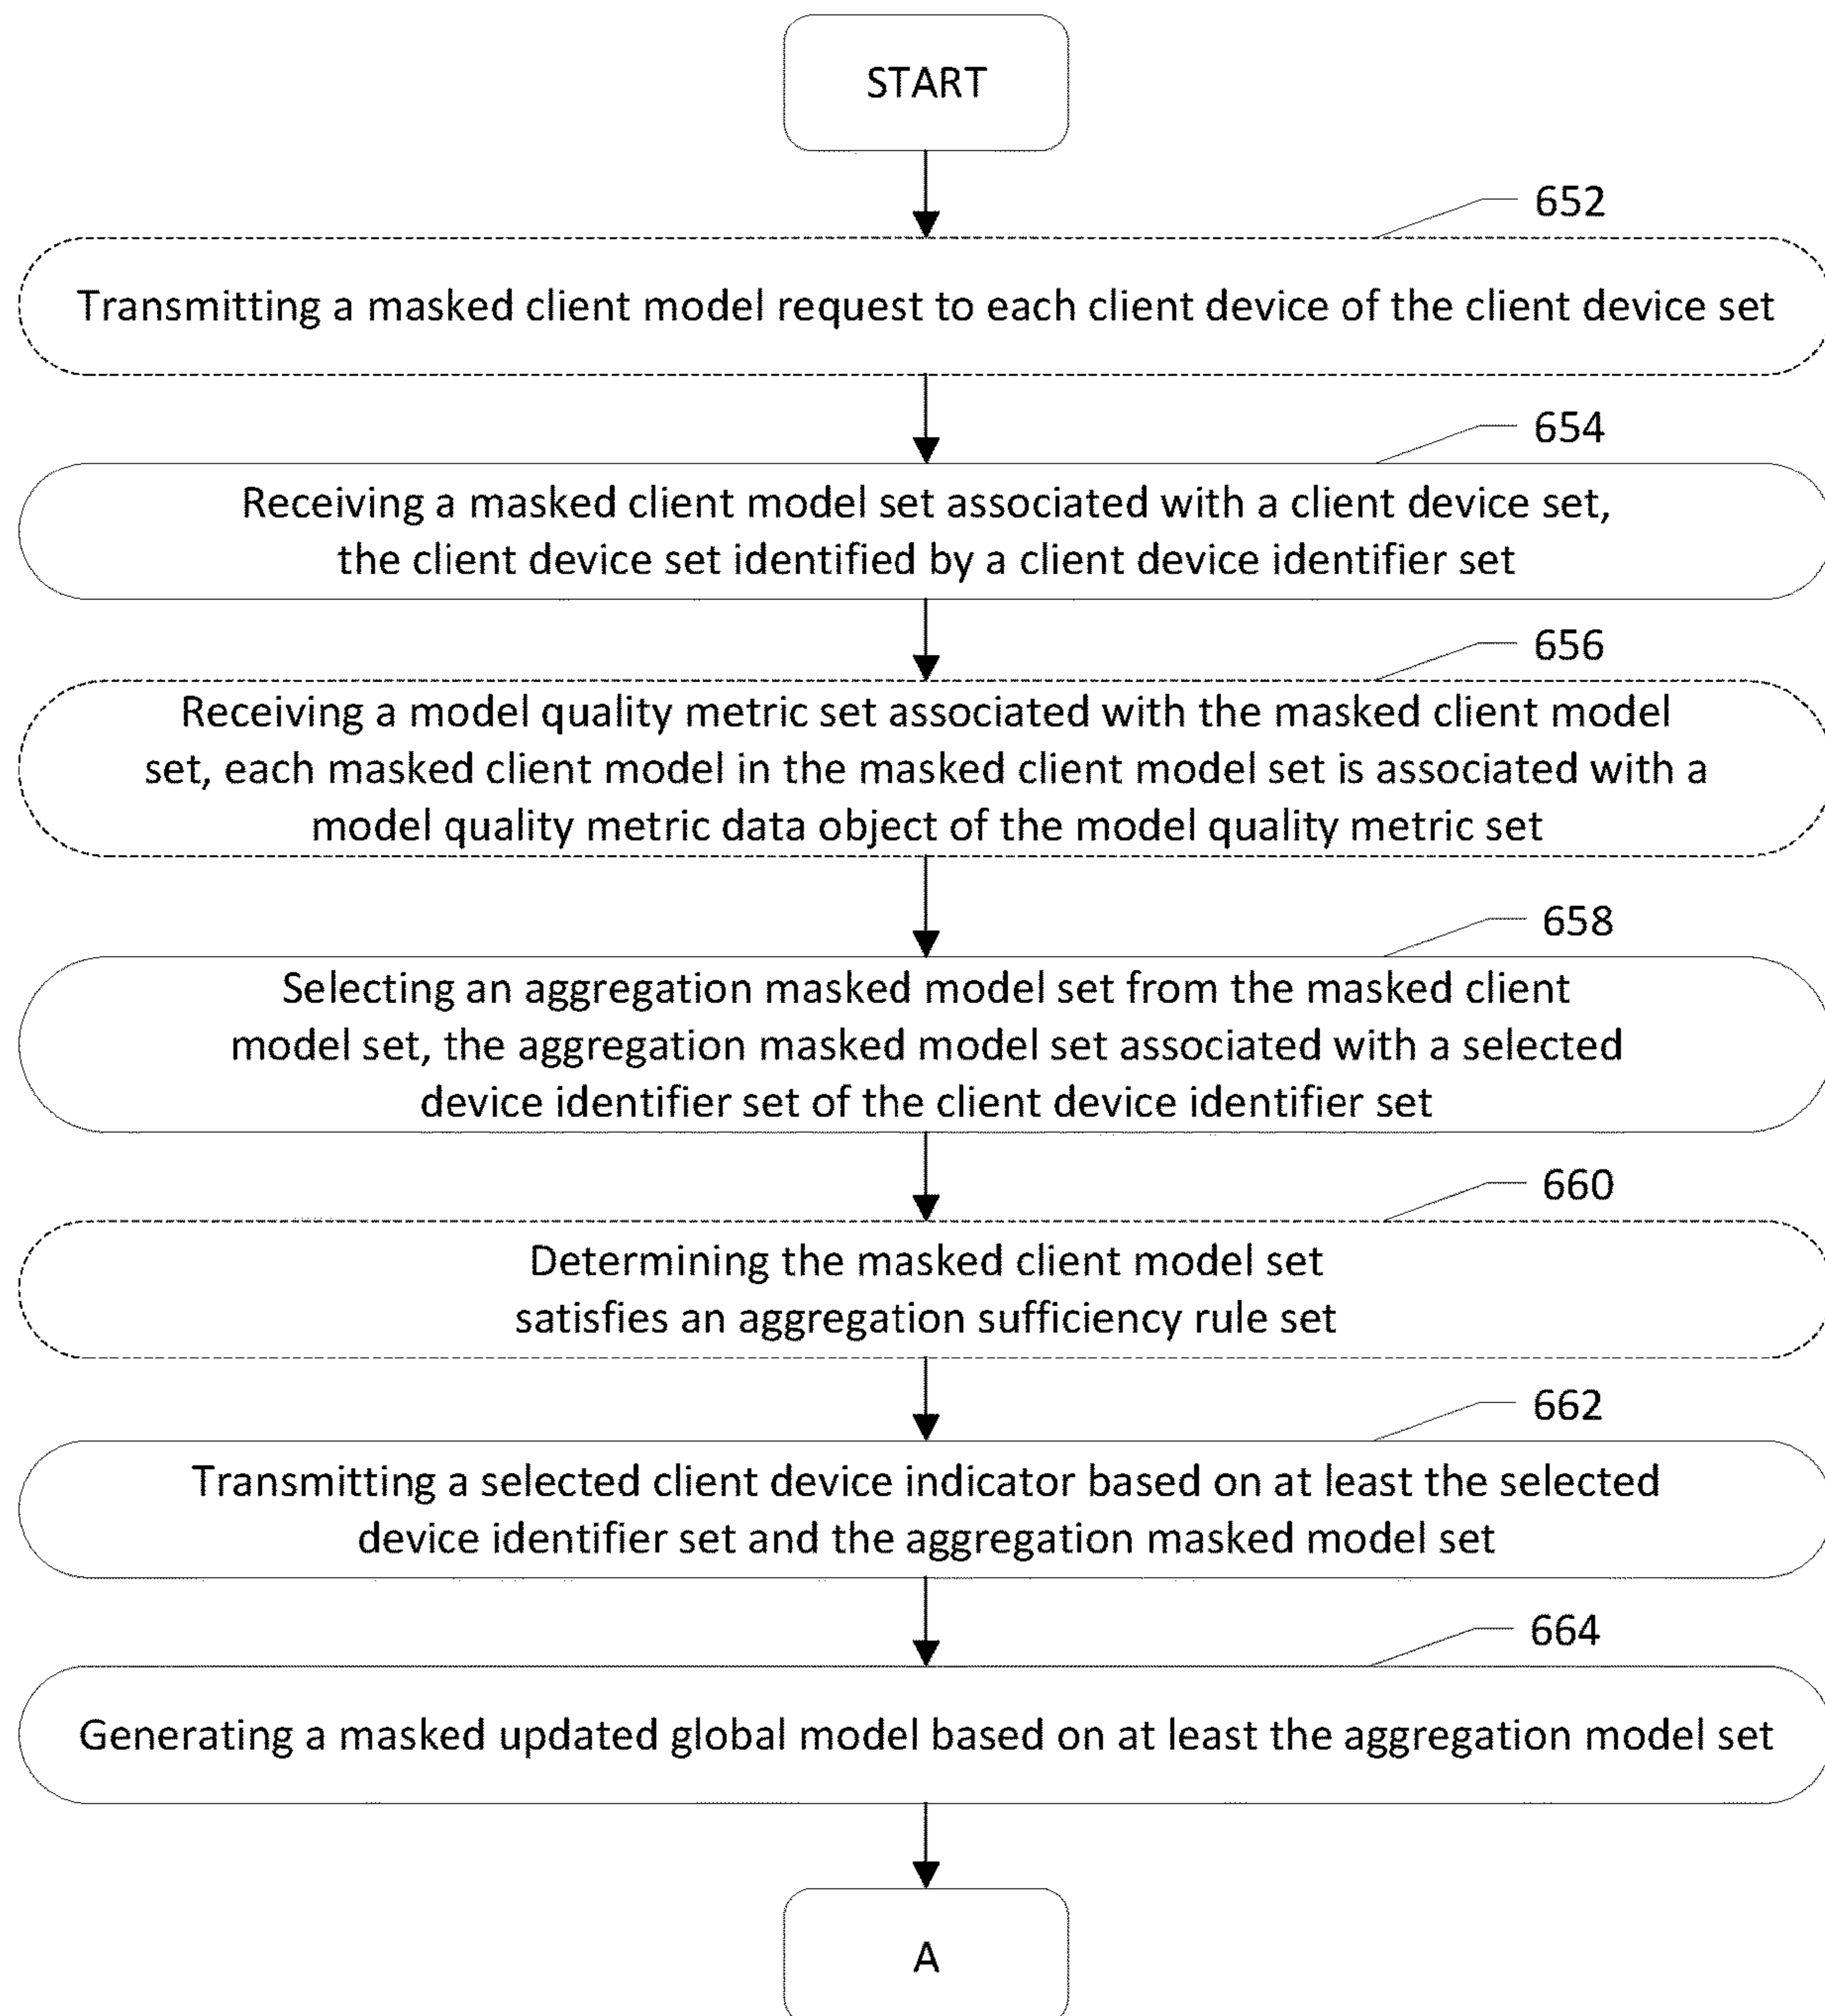 START
652
Transmitting a masked client model request to each client device of the client device set
654
Receiving a masked client model set associated with a client device set,
the client device set identified by a client device identifier set
656
Receiving a model quality metric set associated with the masked client model
set, each masked client model in the masked client model set is associated with a
model quality metric data object of the model quality metric set
658
Selecting an aggregation masked model set from the masked client
model set, the aggregation masked model set associated with a selected
device identifier set of the client device identifier set
660
Determining the masked client model set
satisfies an aggregation sufficiency rule set
662
Transmitting a selected client device indicator based on at least the selected
device identifier set and the aggregation masked model set
664
Generating a masked updated global model based on at least the aggregation model set
A